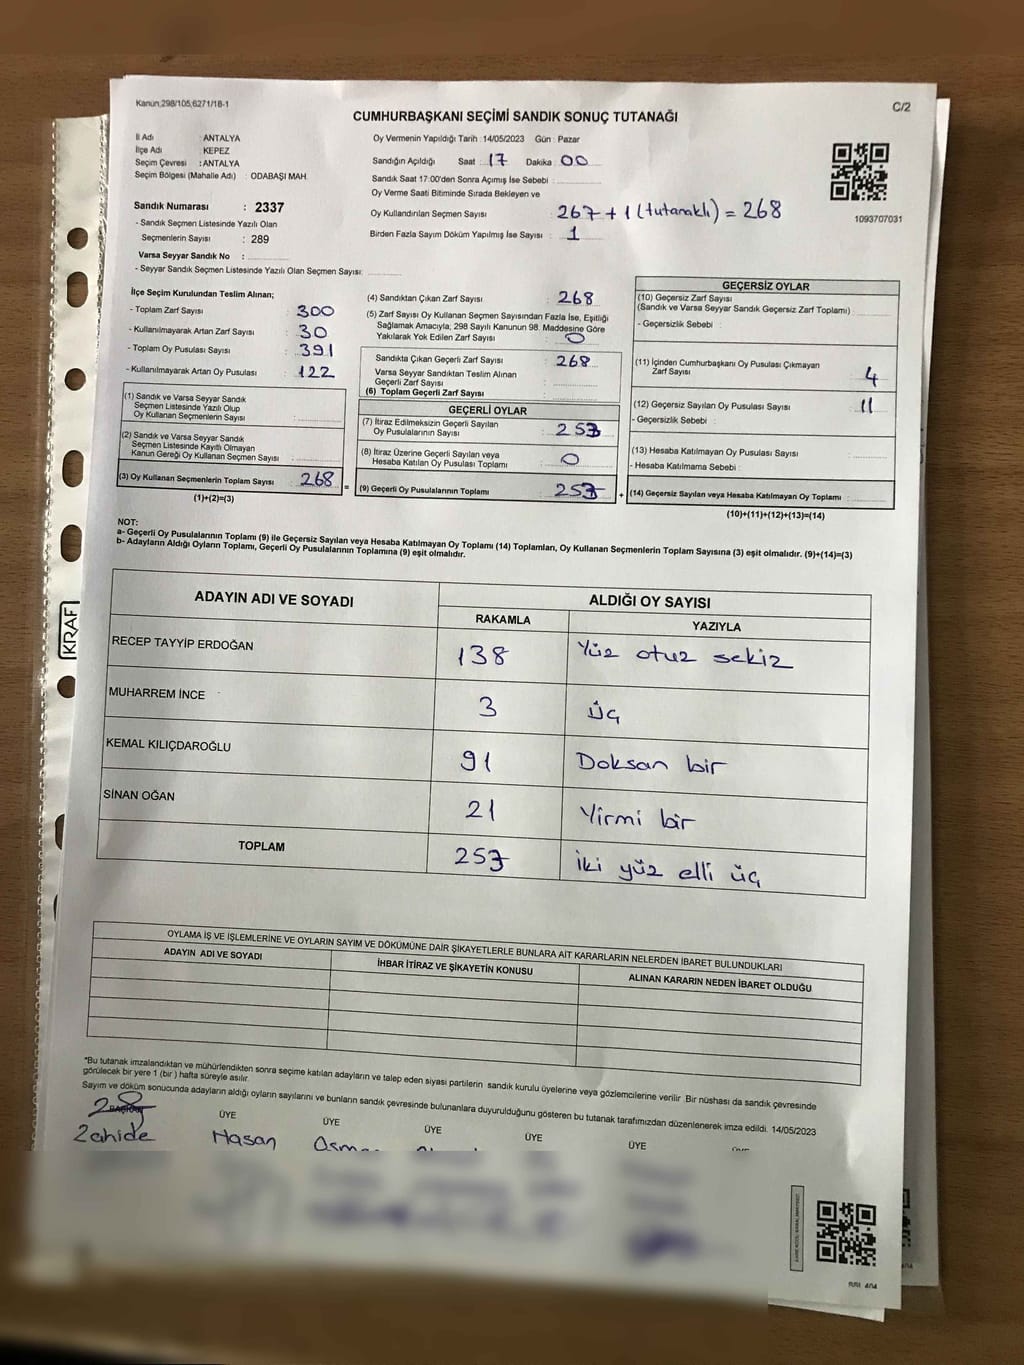 Kanun,298/105,6271/18-1
C/2
CUMHURBAŞKANI SEÇİMİ SANDIK SONUÇ TUTANAĞI
İl Adı : ANTALYA
İlçe Adı : KEPEZ
Seçim Çevresi : ANTALYA
Seçim Bölgesi (Mahalle Adı) : ODABAŞI MAH.
Sandık Numarası : 2337
- Sandık Seçmen Listesinde Yazılı Olan
Seçmenlerin Sayısı : 289
Varsa Seyyar Sandık No :
- Seyyar Sandık Seçmen Listesinde Yazılı Olan Seçmen Sayısı:
Oy Vermenin Yapıldığı Tarih : 14/05/2023 Gün : Pazar
Sandığın Açıldığı Saat : 17 Dakika : 00
Sandık Saat 17:00'den Sonra Açımış İse Sebebi :
Oy Verme Saati Bitiminde Sırada Bekleyen ve
Oy Kullandırılan Seçmen Sayısı : 267 + 1 (tutanaklı) = 268
Birden Fazla Sayım Döküm Yapılmış İse Sayısı : 1
1093707031
İlçe Seçim Kurulundan Teslim Alınan;
- Toplam Zarf Sayısı : 300
- Kullanılmayarak Artan Zarf Sayısı : 30
- Toplam Oy Pusulası Sayısı : 391
- Kullanılmayarak Artan Oy Pusulası : 122
(1) Sandık ve Varsa Seyyar Sandık
Seçmen Listesinde Yazılı Olup
Oy Kullanan Seçmenlerin Sayısı :
(2) Sandık ve Varsa Seyyar Sandık
Seçmen Listesinde Kayıtlı Olmayan
Kanun Gereği Oy Kullanan Seçmen Sayısı :
(3) Oy Kullanan Seçmenlerin Toplam Sayısı : 268
(1)+(2)=(3)
=
(4) Sandıktan Çıkan Zarf Sayısı : 268
(5) Zarf Sayısı Oy Kullanan Seçmen Sayısından Fazla İse, Eşitliği
Sağlamak Amacıyla; 298 Sayılı Kanunun 98. Maddesine Göre
Yakılarak Yok Edilen Zarf Sayısı : 0
Sandıkta Çıkan Geçerli Zarf Sayısı : 268
Varsa Seyyar Sandıktan Teslim Alınan
Geçerli Zarf Sayısı :
(6) Toplam Geçerli Zarf Sayısı :
GEÇERLİ OYLAR
(7) İtiraz Edilmeksizin Geçerli Sayılan
Oy Pusulalarının Sayısı : 253
(8) İtiraz Üzerine Geçerli Sayılan veya
Hesaba Katılan Oy Pusulası Toplamı : 0
(9) Geçerli Oy Pusulalarının Toplamı : 253
+
GEÇERSİZ OYLAR
(10) Geçersiz Zarf Sayısı
(Sandık ve Varsa Seyyar Sandık Geçersiz Zarf Toplamı) :
- Geçersizlik Sebebi :
(11) İçinden Cumhurbaşkanı Oy Pusulası Çıkmayan
Zarf Sayısı : 4
(12) Geçersiz Sayılan Oy Pusulası Sayısı : 11
- Geçersizlik Sebebi :
(13) Hesaba Katılmayan Oy Pusulası Sayısı :
- Hesaba Katılmama Sebebi :
(14) Geçersiz Sayılan veya Hesaba Katılmayan Oy Toplamı :
(10)+(11)+(12)+(13)=(14)
NOT:
a- Geçerli Oy Pusulalarının Toplamı (9) ile Geçersiz Sayılan veya Hesaba Katılmayan Oy Toplamı (14) Toplamları, Oy Kullanan Seçmenlerin Toplam Sayısına (3) eşit olmalıdır. (9)+(14)=(3)
b- Adayların Aldığı Oyların Toplamı, Geçerli Oy Pusulalarının Toplamına (9) eşit olmalıdır.
KRAF
ADAYIN ADI VE SOYADI ALDIĞI OY SAYISI
RAKAMLA YAZIYLA
RECEP TAYYİP ERDOĞAN 138 Yüz otuz sekiz
MUHARREM İNCE 3 üç
KEMAL KILIÇDAROĞLU 91 Doksan bir
SİNAN OĞAN 21 Yirmi bir
TOPLAM 253 iki yüz elli üç
OYLAMA İŞ VE İŞLEMLERİNE VE OYLARIN SAYIM VE DÖKÜMÜNE DAİR ŞİKAYETLERLE BUNLARA AİT KARARLARIN NELERDEN İBARET BULUNDUKLARI
ADAYIN ADI VE SOYADI İHBAR İTİRAZ VE ŞİKAYETİN KONUSU ALINAN KARARIN NEDEN İBARET OLDUĞU
*Bu tutanak imzalandıktan ve mühürlendikten sonra seçime katılan adayların ve talep eden siyasi partilerin sandık kurulu üyelerine veya gözlemcilerine verilir. Bir nüshası da sandık çevresinde
görülecek bir yere 1 (bir) hafta süreyle asılır.
Sayım ve döküm sonucunda adayların aldığı oyların sayılarını ve bunların sandık çevresinde bulunanlara duyurulduğunu gösteren bu tutanak tarafımızdan düzenlenerek imza edildi. 14/05/2023
BAŞKAN ÜYE ÜYE ÜYE ÜYE ÜYE
Zahide Hasan